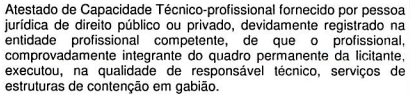 Atestado de Capacidade Técnico-profissional fornecido por pessoa
jurídica de direito público ou privado, devidamente registrado na
entidade profissional competente, de que o profissional,
comprovadamente integrante do quadro permanente da licitante,
executou, na qualidade de responsável técnico, serviços de
estruturas de contenção em gabião.